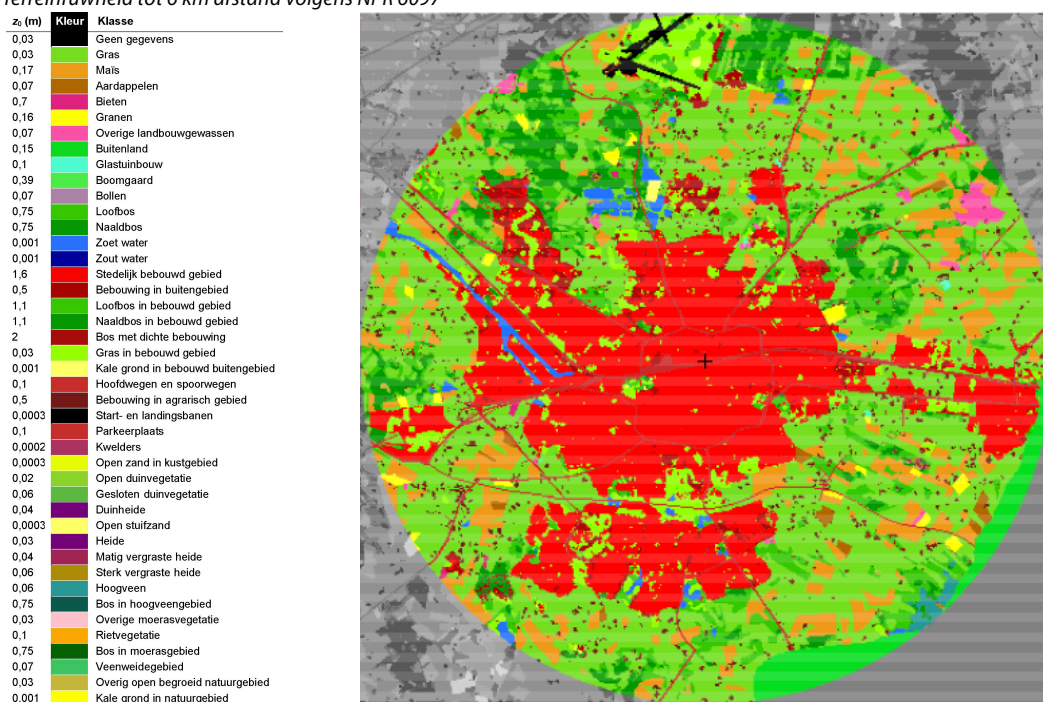 Terreinruwheid tot 6 km afstand volgens NPR 6097
z₀ (m) Kleur Klasse
0,03 Geen gegevens
0,03 Gras
0,17 Maïs
0,07 Aardappelen
0,7 Bieten
0,16 Granen
0,07 Overige landbouwgewassen
0,15 Buitenland
0,1 Glastuinbouw
0,39 Boomgaard
0,07 Bollen
0,75 Loofbos
0,75 Naaldbos
0,001 Zoet water
0,001 Zout water
1,6 Stedelijk bebouwd gebied
0,5 Bebouwing in buitengebied
1,1 Loofbos in bebouwd gebied
1,1 Naaldbos in bebouwd gebied
2 Bos met dichte bebouwing
0,03 Gras in bebouwd gebied
0,001 Kale grond in bebouwd buitengebied
0,1 Hoofdwegen en spoorwegen
0,5 Bebouwing in agrarisch gebied
0,0003 Start- en landingsbanen
0,1 Parkeerplaats
0,0002 Kwelders
0,0003 Open zand in kustgebied
0,02 Open duinvegetatie
0,06 Gesloten duinvegetatie
0,04 Duinheide
0,0003 Open stuifzand
0,03 Heide
0,04 Matig vergraste heide
0,06 Sterk vergraste heide
0,06 Hoogveen
0,75 Bos in hoogveengebied
0,03 Overige moerasvegetatie
0,1 Rietvegetatie
0,75 Bos in moerasgebied
0,07 Veenweidegebied
0,03 Overig open begroeid natuurgebied
0,001 Kale grond in natuurgebied